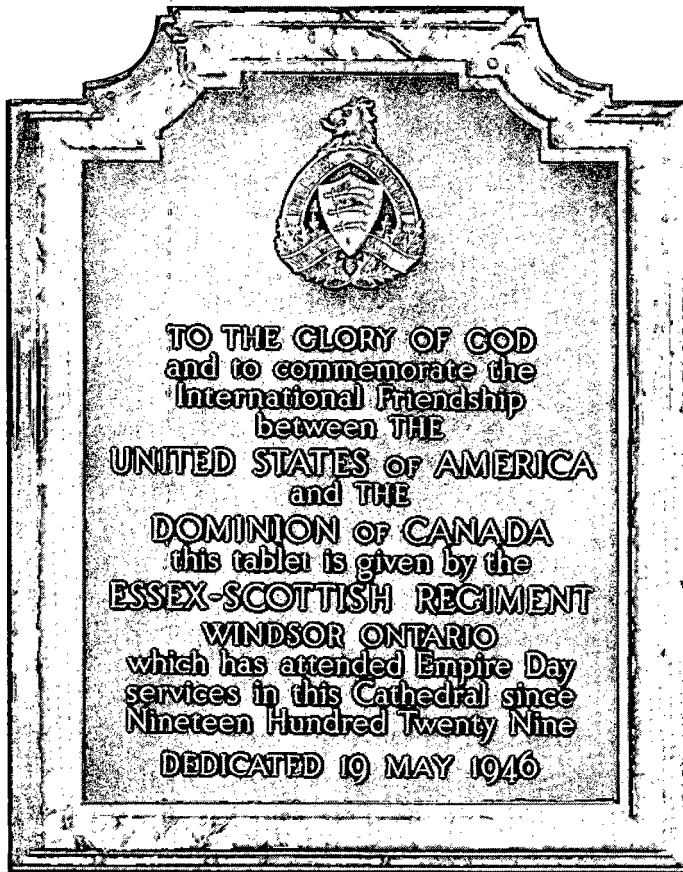 TO THE GLORY OF GOD
and to commemorate the
International Friendship
between THE
UNITED STATES OF AMERICA
and THE
DOMINION OF CANADA
this tablet is given by the
ESSEX-SCOTTISH REGIMENT
WINDSOR ONTARIO
which has attended Empire Day
services in this Cathedral since
Nineteen Hundred Twenty Nine
DEDICATED 19 MAY 1946